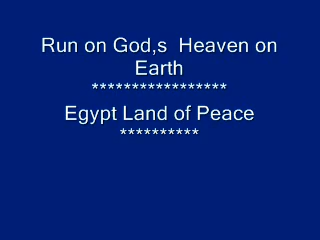 Run on God,s  Heaven on
Earth
*****************
Egypt Land of Peace
**********